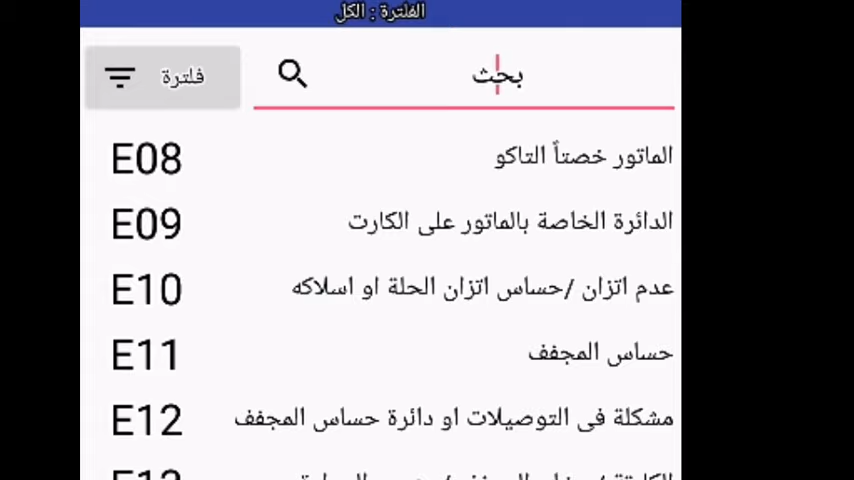 الفلترة : الكل
بحث
فلترة
الماتور خصتاً التاكو E08
الدائرة الخاصة بالماتور على الكارت E09
عدم اتزان /حساس اتزان الحلة او اسلاكه E10
حساس المجفف E11
مشكلة فى التوصيلات او دائرة حساس المجفف E12